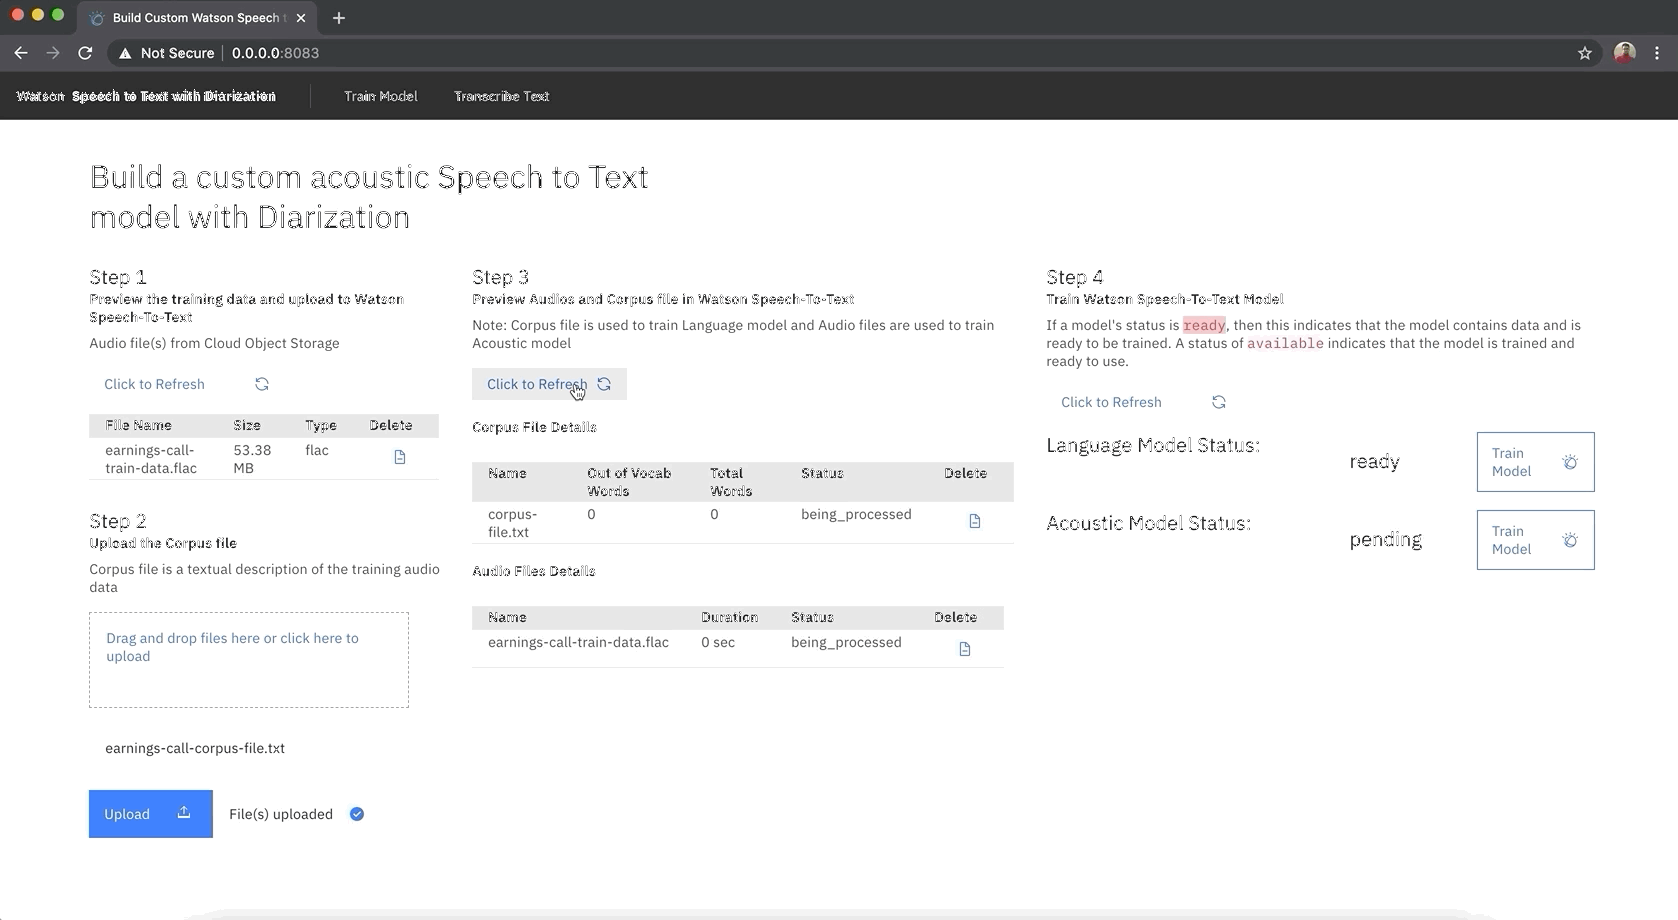 Build Custom Watson Speech t
Not Secure | 0.0.0.0:8083
Watson Speech to Text with Diarization
Train Model
Transcribe Text
Build a custom acoustic Speech to Text
model with Diarization
Step 1
Preview the training data and upload to Watson
Speech-To-Text
Audio file(s) from Cloud Object Storage
Click to Refresh
File Name Size Type Delete
earnings-call- 53.38 flac
train-data.flac MB
Step 2
Upload the Corpus file
Corpus file is a textual description of the training audio
data
Drag and drop files here or click here to
upload
earnings-call-corpus-file.txt
Upload File(s) uploaded
Step 3
Preview Audios and Corpus file in Watson Speech-To-Text
Note: Corpus file is used to train Language model and Audio files are used to train
Acoustic model
Click to Refresh
Corpus File Details
Name Out of Vocab Total Status Delete
Words Words
corpus- 0 0 being_processed
file.txt
Audio Files Details
Name Duration Status Delete
earnings-call-train-data.flac 0 sec being_processed
Step 4
Train Watson Speech-To-Text Model
If a model's status is ready, then this indicates that the model contains data and is
ready to be trained. A status of available indicates that the model is trained and
ready to use.
Click to Refresh
Language Model Status:
ready
Train
Model
Acoustic Model Status:
pending
Train
Model